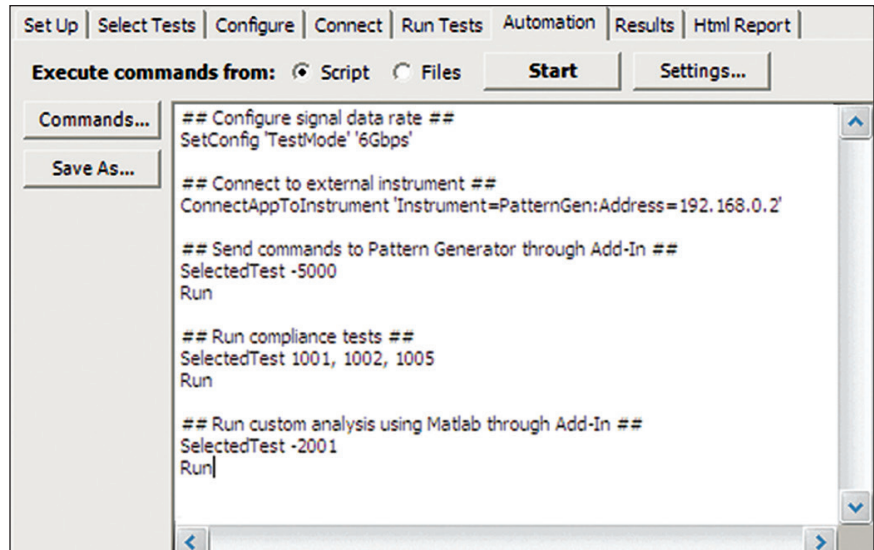 Set Up Select Tests Configure Connect Run Tests Automation Results Html Report
Execute commands from: Script Files Start Settings...
Commands...
Save As...
## Configure signal data rate ##
SetConfig 'TestMode' '6Gbps'
## Connect to external instrument ##
ConnectAppToInstrument 'Instrument=PatternGen:Address=192.168.0.2'
## Send commands to Pattern Generator through Add-In ##
SelectedTest -5000
Run
## Run compliance tests ##
SelectedTest 1001, 1002, 1005
Run
## Run custom analysis using Matlab through Add-In ##
SelectedTest -2001
Run